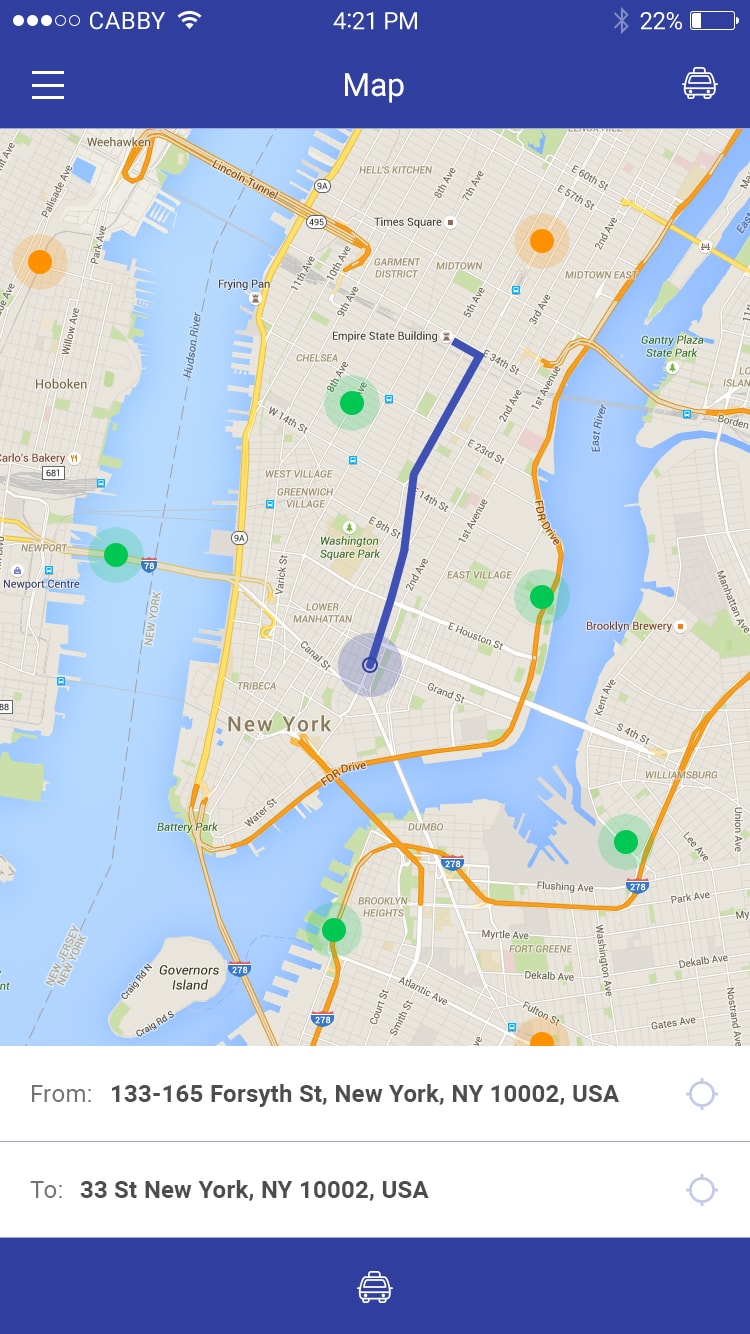 CABBY 4:21 PM 22%
Map
Weehawken
Lincoln Tunnel
HELL'S KITCHEN
8th Ave
7th Ave
E 60th St
E 57th St
Palisade Ave
9A
495
Times Square
2nd Ave
Park Ave
11th Ave
10th Ave
GARMENT
DISTRICT
MIDTOWN
MIDTOWN EAST
Frying Pan
9th Ave
5th Ave
3rd Ave
Willow Ave
Hudson River
Empire State Building
E 34th St
Gantry Plaza
State Park
CHELSEA
8th Ave
1st Avenue
Hoboken
2nd Ave
W 14th St
East River
Borden
E 23rd St
Carlo's Bakery
681
WEST VILLAGE
GREENWICH
VILLAGE
E 14th St
1st Avenue
FDR Drive
E 8th St
9A
Washington
Square Park
NEWPORT
78
Newport Centre
Varick St
2nd Ave
EAST VILLAGE
Manhattan Ave
NEW YORK
LOWER
MANHATTAN
E Houston St
Brooklyn Brewery
Canal St
TRIBECA
Grand St
Kent Ave
New York
S 4th St
FDR Drive
WILLIAMSBURG
Water St
Battery Park
DUMBO
Union Ave
Lee Ave
278
278
Flushing Ave
Park Ave
BROOKLYN
HEIGHTS
Myrtle Ave
My
NEW JERSEY
NEW YORK
FORT GREENE
Washington Ave
Dekalb Ave
Dekalb Ave
Governors
Island
278
Craig Rd N
Craig Rd S
Atlantic Ave
Court St
Smith St
Nostrand Ave
278
Fulton St
Gates Ave
From: 133-165 Forsyth St, New York, NY 10002, USA
To: 33 St New York, NY 10002, USA